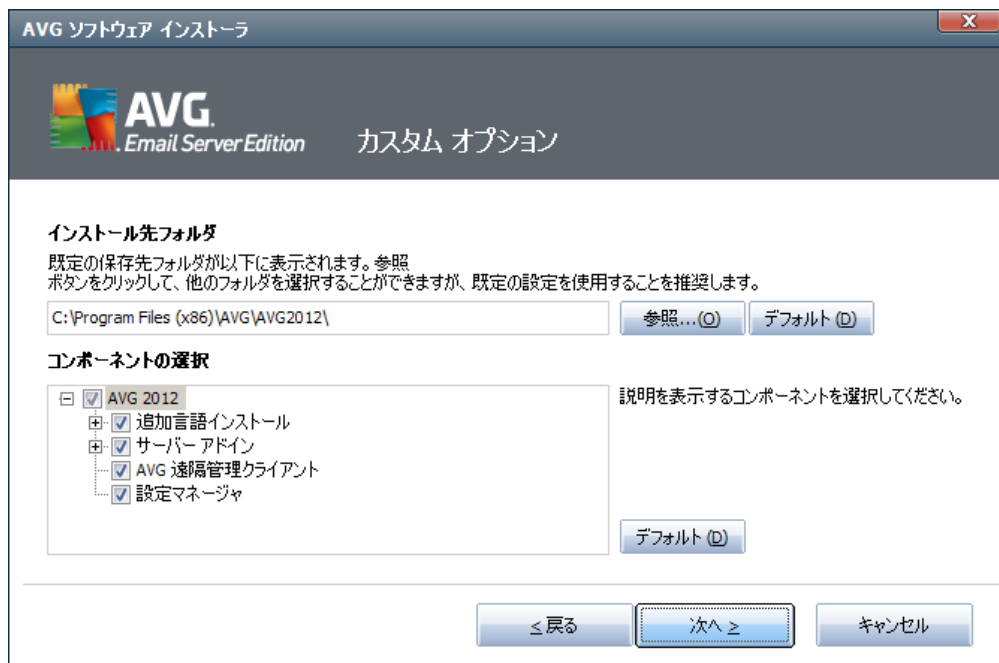 AVG ソフトウェア インストーラ
AVG.
Email Server Edition
カスタム オプション
インストール先フォルダ
既定の保存先フォルダが以下に表示されます。参照
ボタンをクリックして、他のフォルダを選択することができますが、既定の設定を使用することを推奨します。
C:\Program Files (x86)\AVG\AVG2012\
参照...(O)
デフォルト (D)
コンポーネントの選択
AVG 2012
追加言語インストール
サーバー アドイン
AVG 遠隔管理クライアント
設定マネージャ
説明を表示するコンポーネントを選択してください。
デフォルト (D)
≤ 戻る
次へ ≥
キャンセル